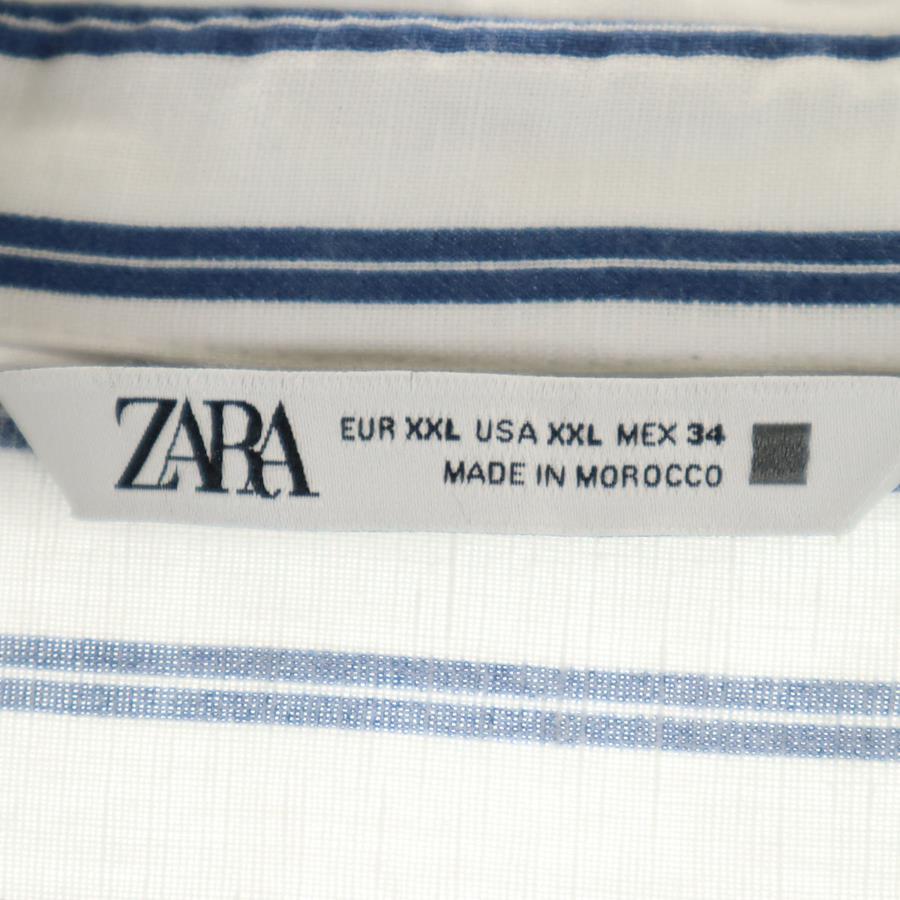 ZARA
EUR XXL USA XXL MEX 34
MADE IN MOROCCO